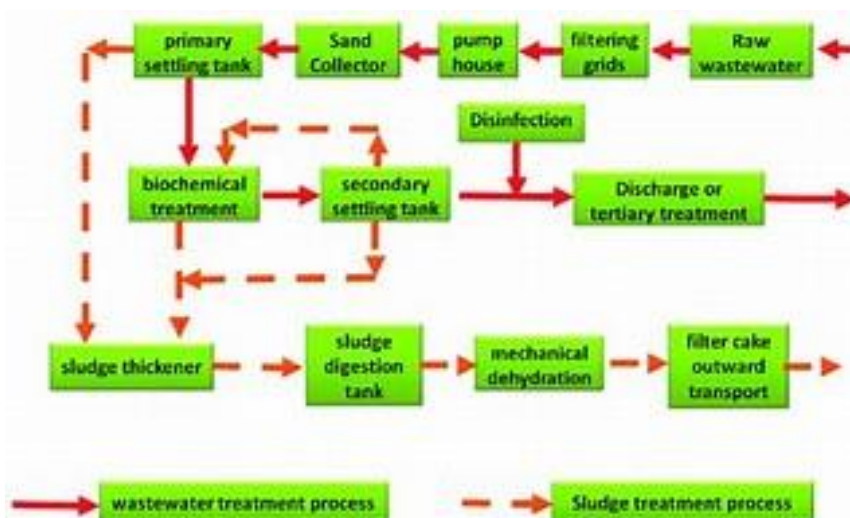 primary
settling tank
Sand
Collector
pump
house
filtering
grids
Raw
wastewater
Disinfection
biochemical
treatment
secondary
settling tank
Discharge or
tertiary treatment
sludge thickener
sludge
digestion
tank
mechanical
dehydration
filter cake
outward
transport
wastewater treatment process
Sludge treatment process